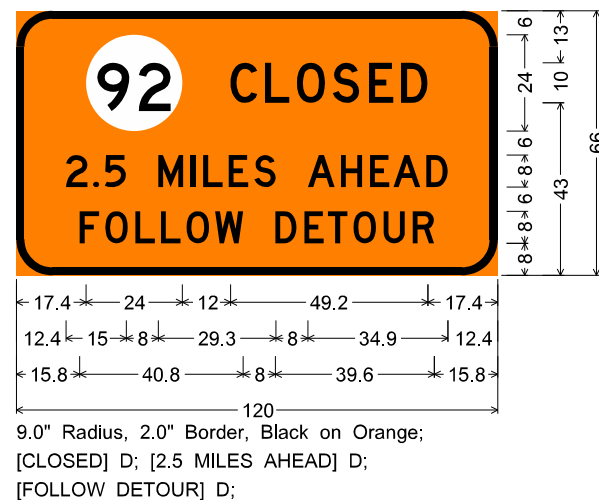 92 CLOSED
2.5 MILES AHEAD
FOLLOW DETOUR
6 24 6 8 6 8 8
13 10 43
66
17.4 24 12 49.2 17.4
12.4 15 8 29.3 8 34.9 12.4
15.8 40.8 8 39.6 15.8
120
9.0" Radius, 2.0" Border, Black on Orange;
[CLOSED] D; [2.5 MILES AHEAD] D;
[FOLLOW DETOUR] D;